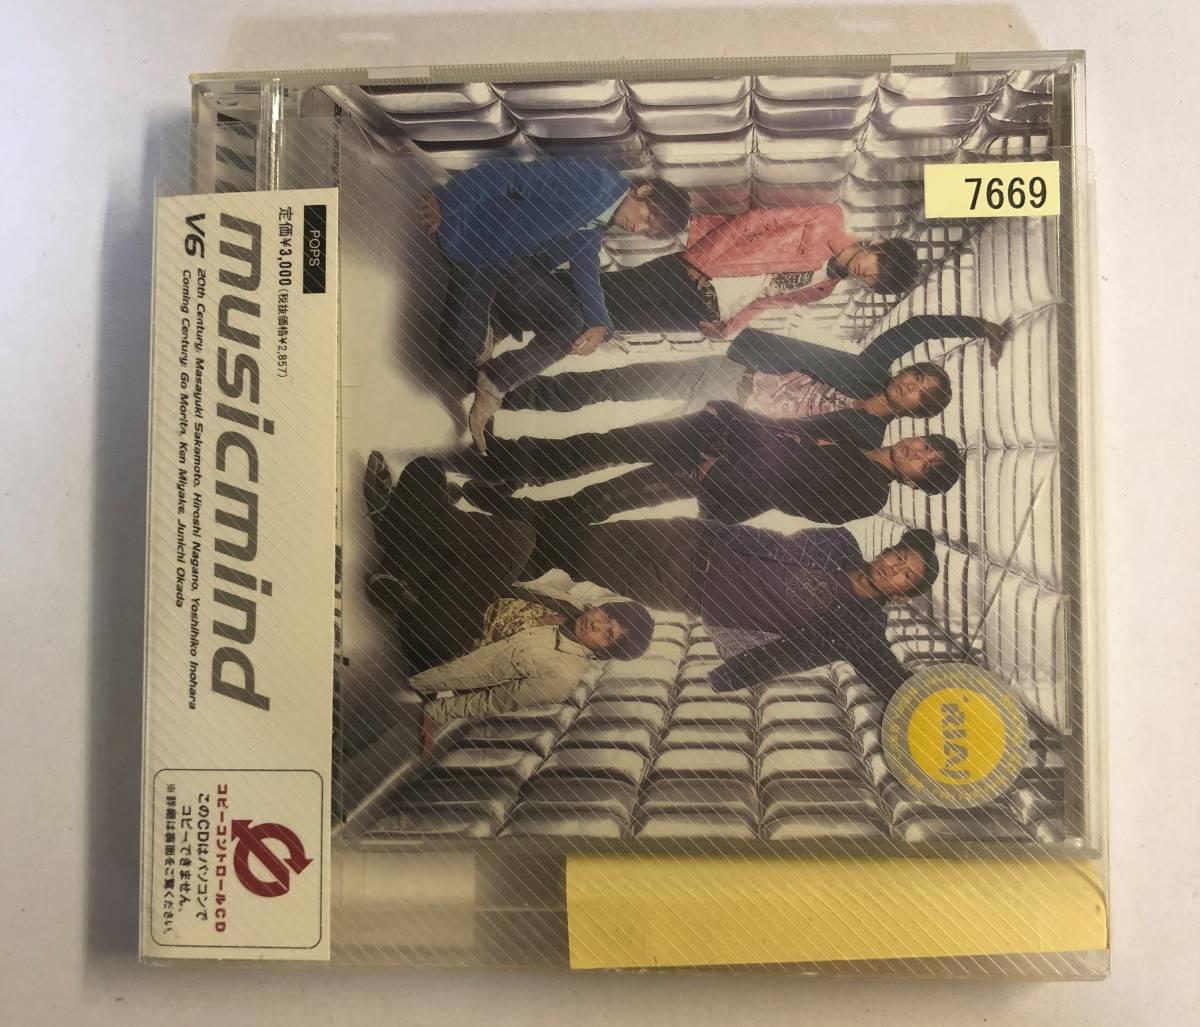 7669
POPS
定価¥3,000(税抜価格¥2,857)
musicmind
V6
20th Century: Masayuki Sakamoto, Hiroshi Nagano, Yoshihiko Inohara
Coming Century: Go Morita, Ken Miyake, Junichi Okada
コピーコントロールCD
このCDはパソコンで
コピーできません。
※詳細は裏面をご覧ください。